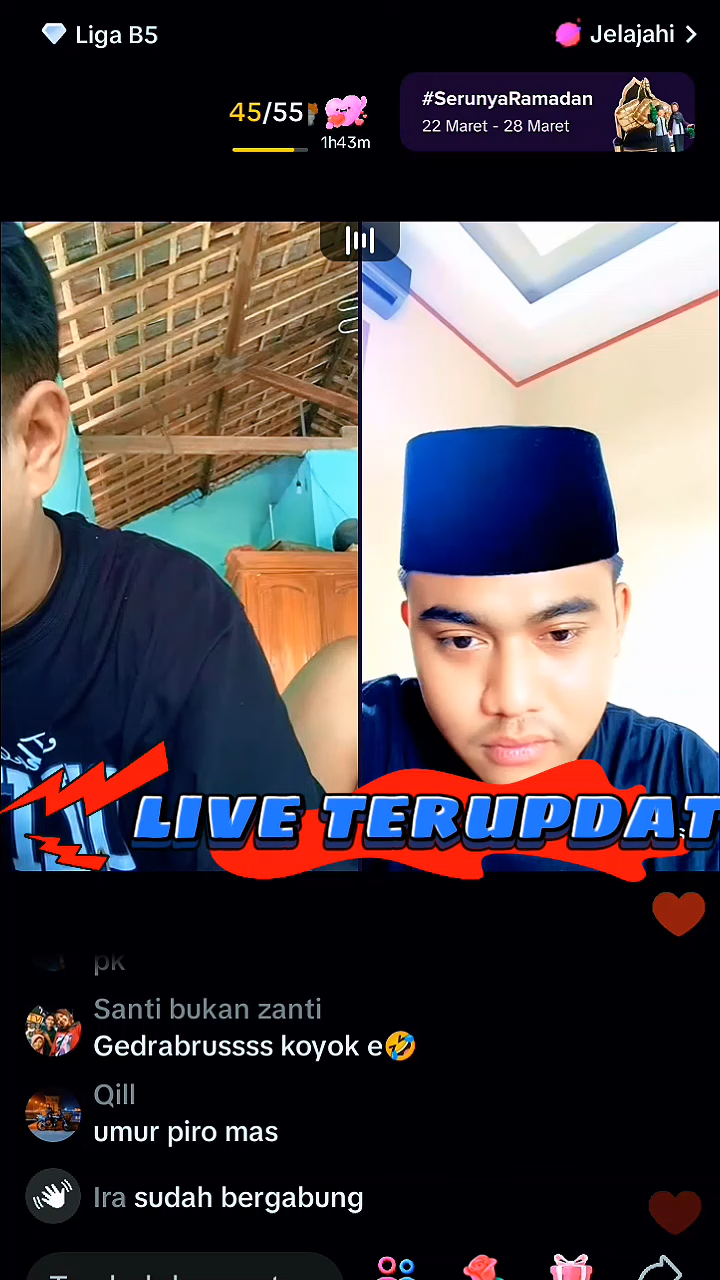 Liga B5
Jelajahi
45/55
1h43m
#SerunyaRamadan
22 Maret - 28 Maret
LIVE TERUPDAT
pk
Santi bukan zanti
Gedrabrussss koyok e🤣
Qill
umur piro mas
Ira sudah bergabung